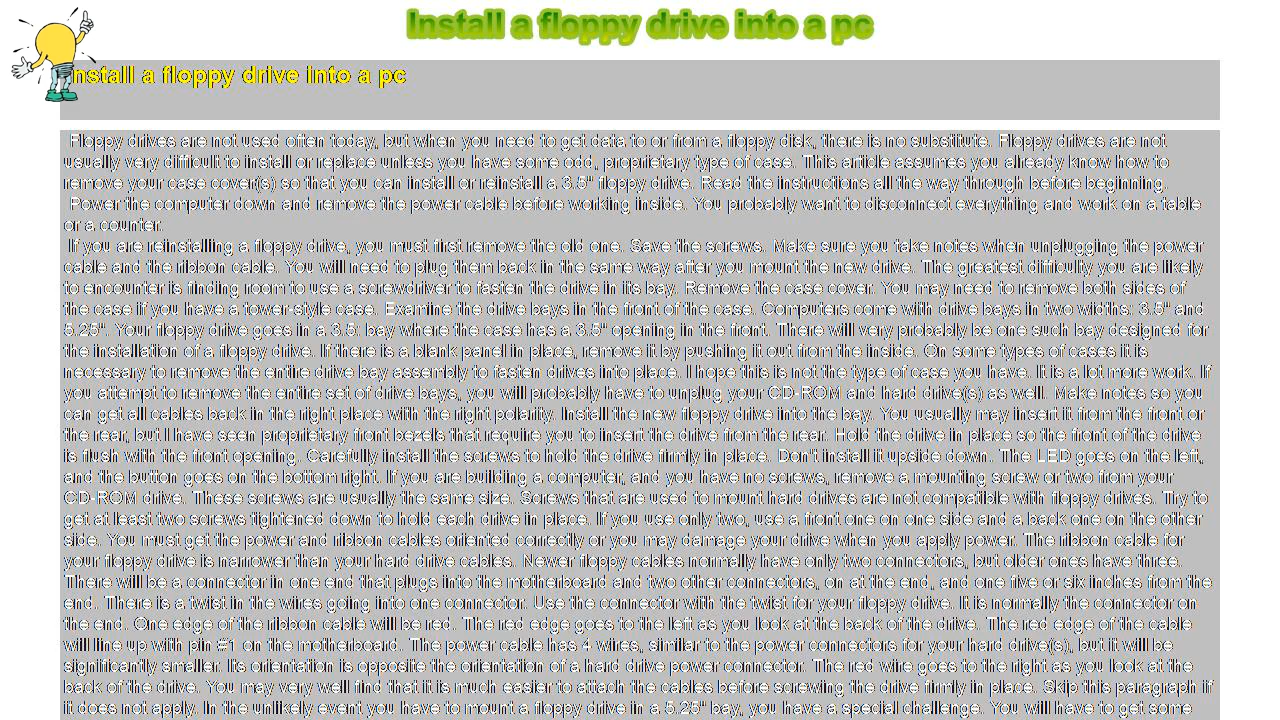 Install a floppy drive into a pc
Install a floppy drive into a pc
Floppy drives are not used often today, but when you need to get data to or from a floppy disk, there is no substitute. Floppy drives are not
usually very difficult to install or replace unless you have some odd, proprietary type of case. This article assumes you already know how to
remove your case cover(s) so that you can install or reinstall a 3.5" floppy drive. Read the instructions all the way through before beginning.
Power the computer down and remove the power cable before working inside. You probably want to disconnect everything and work on a table
or a counter.
If you are reinstalling a floppy drive, you must first remove the old one. Save the screws. Make sure you take notes when unplugging the power
cable and the ribbon cable. You will need to plug them back in the same way after you mount the new drive. The greatest difficulty you are likely
to encounter is finding room to use a screwdriver to fasten the drive in its bay. Remove the case cover. You may need to remove both sides of
the case if you have a tower-style case. Examine the drive bays in the front of the case. Computers come with drive bays in two widths: 3.5" and
5.25". Your floppy drive goes in a 3.5: bay where the case has a 3.5" opening in the front. There will very probably be one such bay designed for
the installation of a floppy drive. If there is a blank panel in place, remove it by pushing it out from the inside. On some types of cases it is
necessary to remove the entire drive bay assembly to fasten drives into place. I hope this is not the type of case you have. It is a lot more work. If
you attempt to remove the entire set of drive bays, you will probably have to unplug your CD-ROM and hard drive(s) as well. Make notes so you
can get all cables back in the right place with the right polarity. Install the new floppy drive into the bay. You usually may insert it from the front or
the rear, but I have seen proprietary front bezels that require you to insert the drive from the rear. Hold the drive in place so the front of the drive
is flush with the front opening. Carefully install the screws to hold the drive firmly in place. Don't install it upside down. The LED goes on the left,
and the button goes on the bottom right. If you are building a computer, and you have no screws, remove a mounting screw or two from your
CD-ROM drive. These screws are usually the same size. Screws that are used to mount hard drives are not compatible with floppy drives. Try to
get at least two screws tightened down to hold each drive in place. If you use only two, use a front one on one side and a back one on the other
side. You must get the power and ribbon cables oriented correctly or you may damage your drive when you apply power. The ribbon cable for
your floppy drive is narrower than your hard drive cables. Newer floppy cables normally have only two connectors, but older ones have three.
There will be a connector in one end that plugs into the motherboard and two other connectors, on at the end, and one five or six inches from the
end. There is a twist in the wires going into one connector. Use the connector with the twist for your floppy drive. It is normally the connector on
the end. One edge of the ribbon cable will be red. The red edge goes to the left as you look at the back of the drive. The red edge of the cable
will line up with pin #1 on the motherboard. The power cable has 4 wires, similar to the power connectors for your hard drive(s), but it will be
significantly smaller. Its orientation is opposite the orientation of a hard drive power connector. The red wire goes to the right as you look at the
back of the drive. You may very well find that it is much easier to attach the cables before screwing the drive firmly in place. Skip this paragraph if
it does not apply. In the unlikely event you have to mount a floppy drive in a 5.25" bay, you have a special challenge. You will have to get some